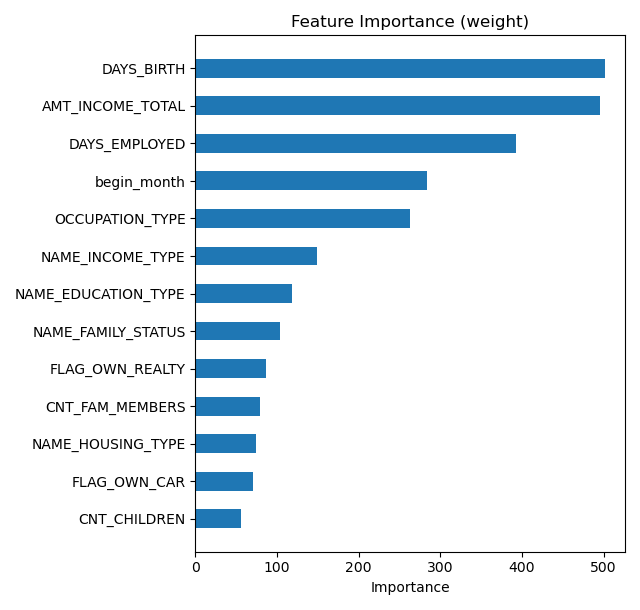 Feature Importance (weight)
DAYS_BIRTH
AMT_INCOME_TOTAL
DAYS_EMPLOYED
begin_month
OCCUPATION_TYPE
NAME_INCOME_TYPE
NAME_EDUCATION_TYPE
NAME_FAMILY_STATUS
FLAG_OWN_REALTY
CNT_FAM_MEMBERS
NAME_HOUSING_TYPE
FLAG_OWN_CAR
CNT_CHILDREN
0 100 200 300 400 500
Importance